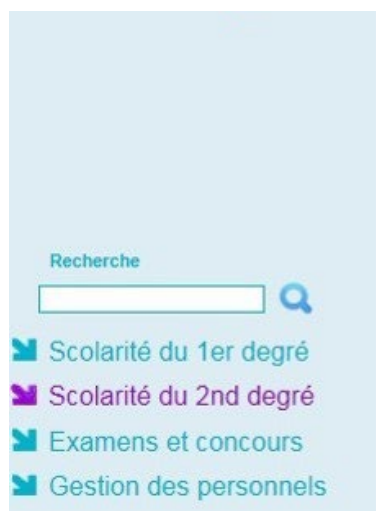 Recherche
Scolarité du 1er degré
Scolarité du 2nd degré
Examens et concours
Gestion des personnels